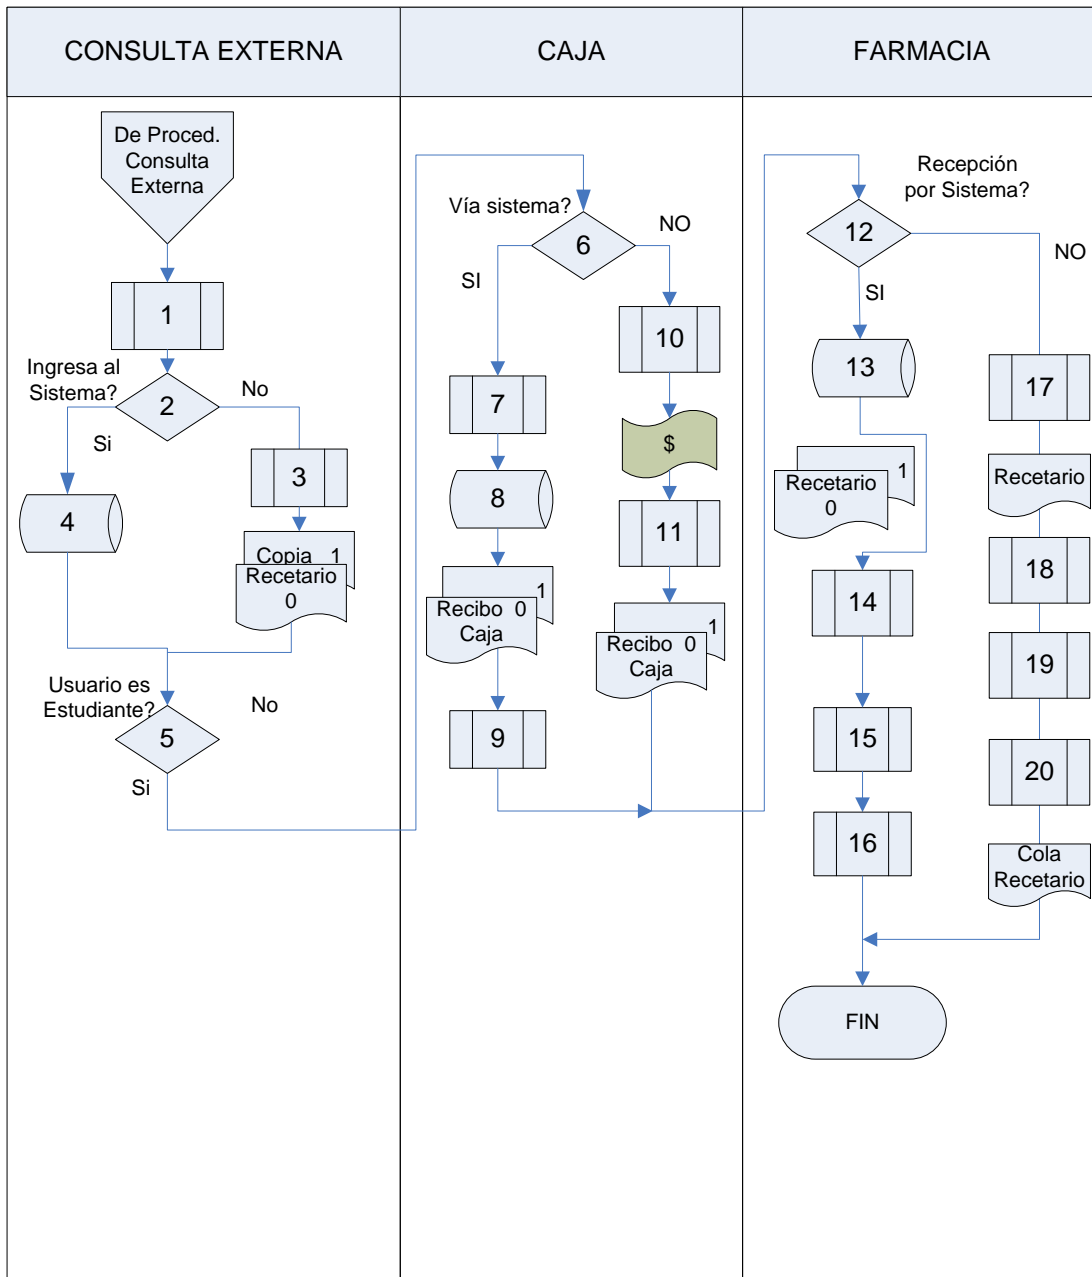 CONSULTA EXTERNA
CAJA
FARMACIA
De Proced.
Consulta
Externa
1
Ingresa al
Sistema?
2
No
Si
3
4
Copia 1
Recetario
0
Usuario es
Estudiante?
No
5
Si
Vía sistema?
6
NO
SI
10
7
$
8
11
1
Recibo 0
Caja
1
Recibo 0
Caja
9
Recepción
por Sistema?
12
NO
SI
13
17
1
Recetario
0
Recetario
14
18
19
15
20
16
Cola
Recetario
FIN